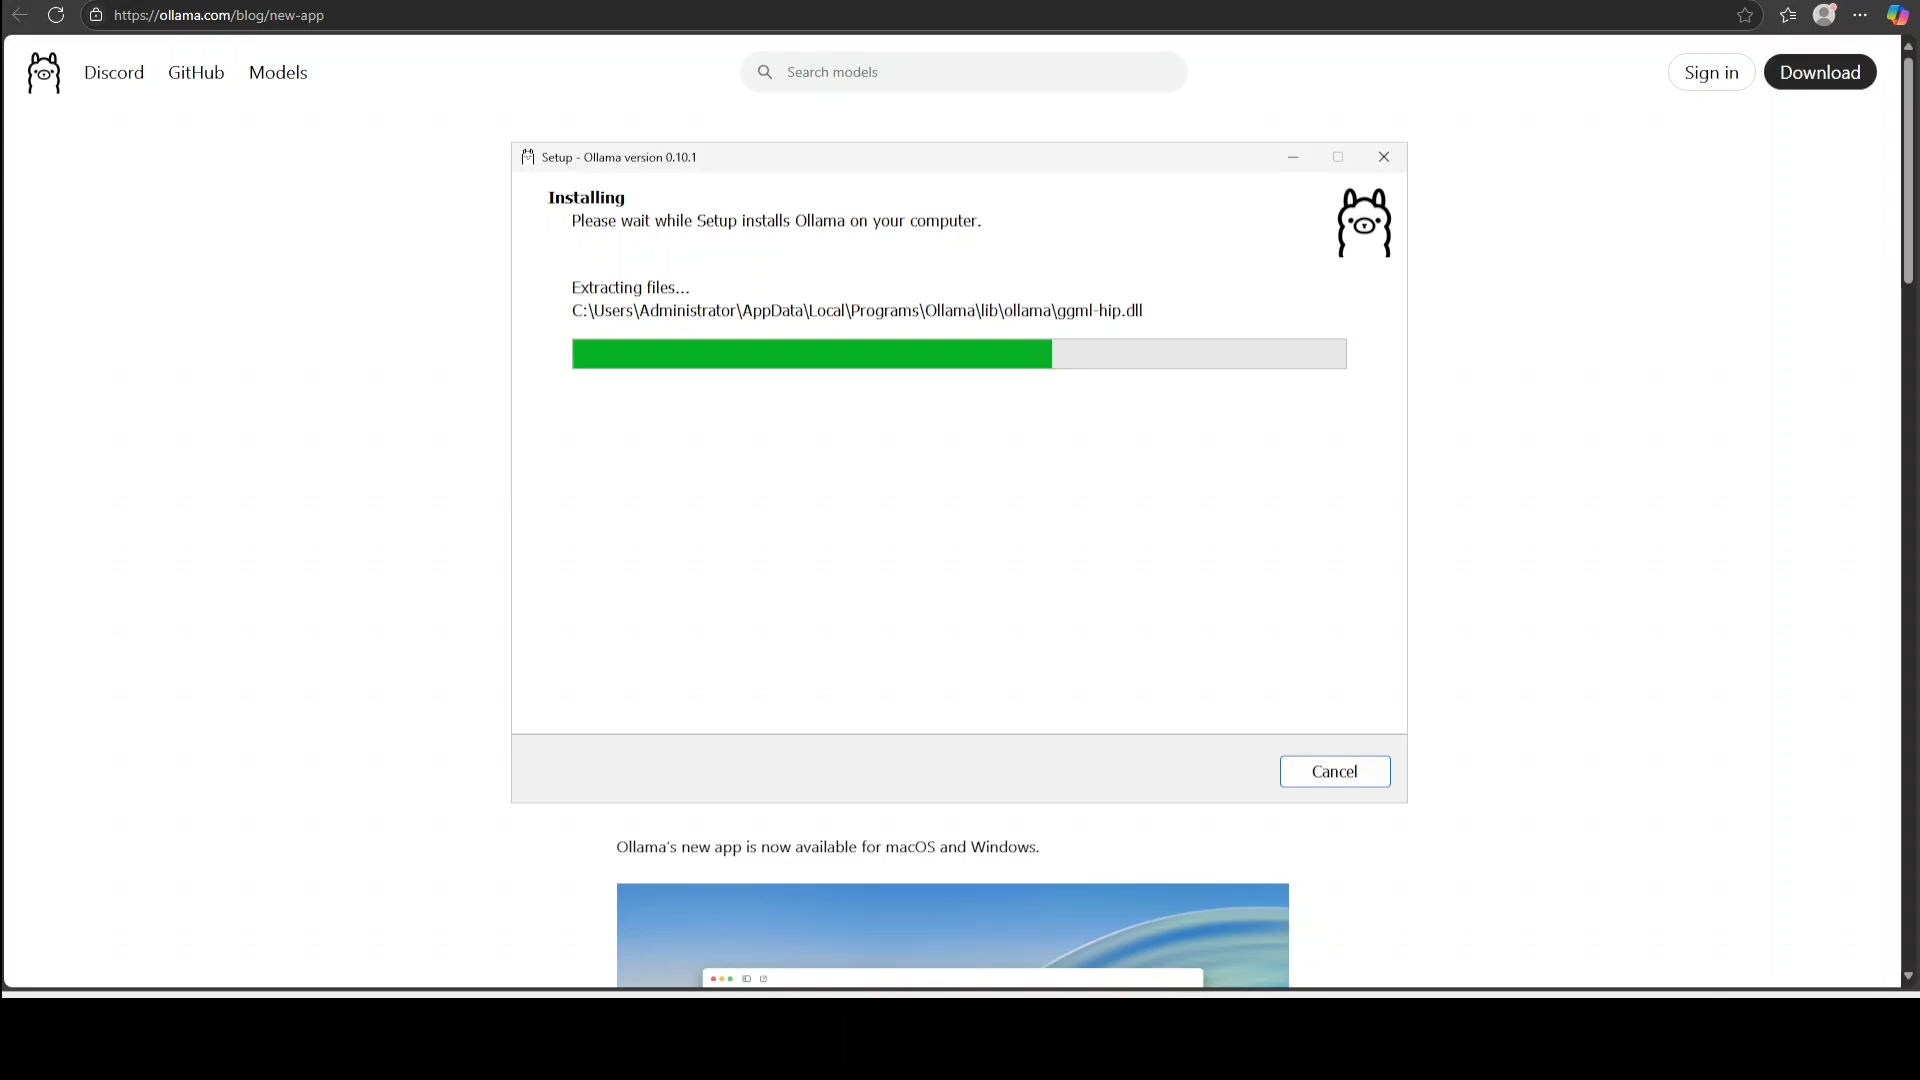 https://ollama.com/blog/new-app
Discord GitHub Models
Search models
Sign in Download
Setup - Ollama version 0.10.1
Installing
Please wait while Setup installs Ollama on your computer.
Extracting files...
C:\Users\Administrator\AppData\Local\Programs\Ollama\lib\ollama\ggml-hip.dll
Cancel
Ollama's new app is now available for macOS and Windows.